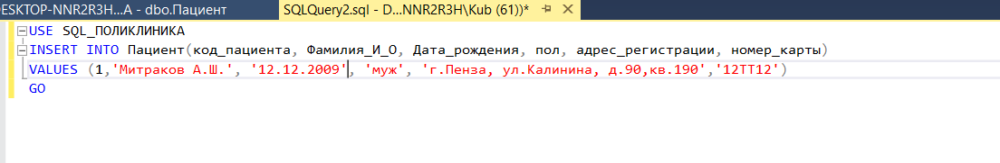 ESKTOP-NNR2R3H...A - dbo.Пациент SQLQuery2.sql - D...NNR2R3H\Kub (61))*
USE SQL_ПОЛИКЛИНИКА
INSERT INTO Пациент(код_пациента, Фамилия_И_О, Дата_рождения, пол, адрес_регистрации, номер_карты)
VALUES (1,'Митраков А.Ш.', '12.12.2009', 'муж', 'г.Пенза, ул.Калинина, д.90,кв.190','12ТТ12')
GO